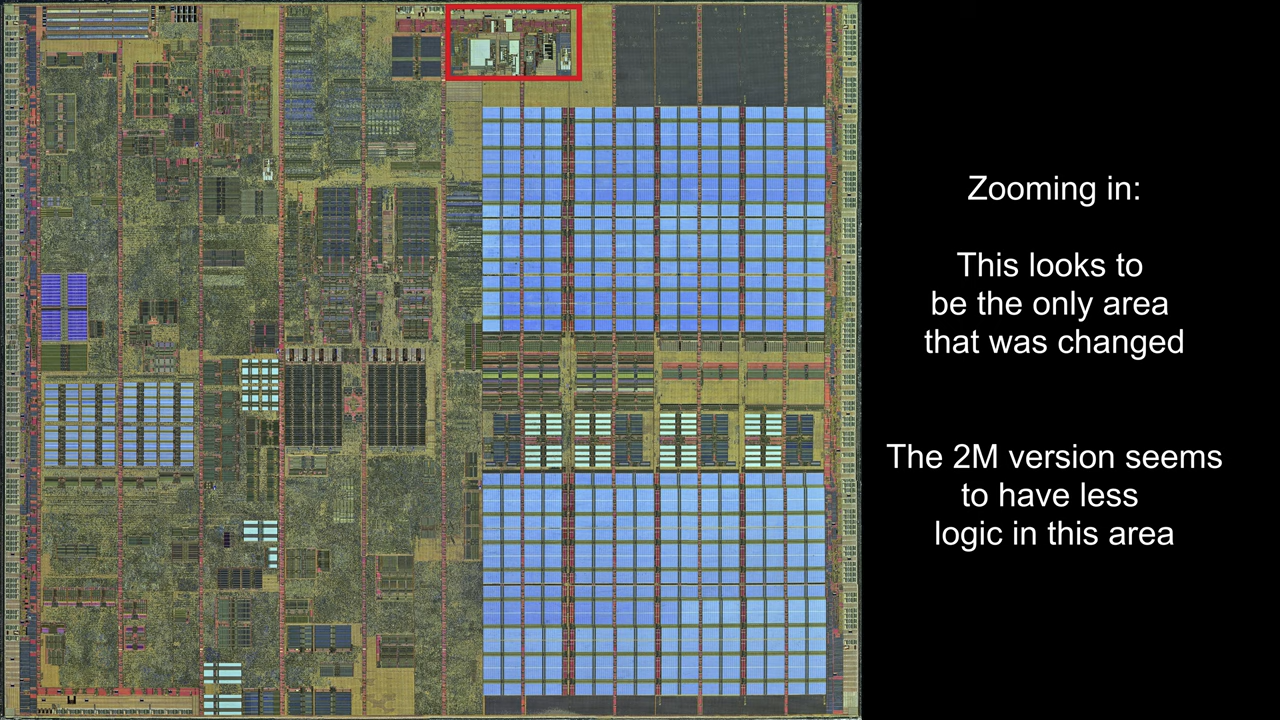 Zooming in:
This looks to
be the only area
that was changed
The 2M version seems
to have less
logic in this area